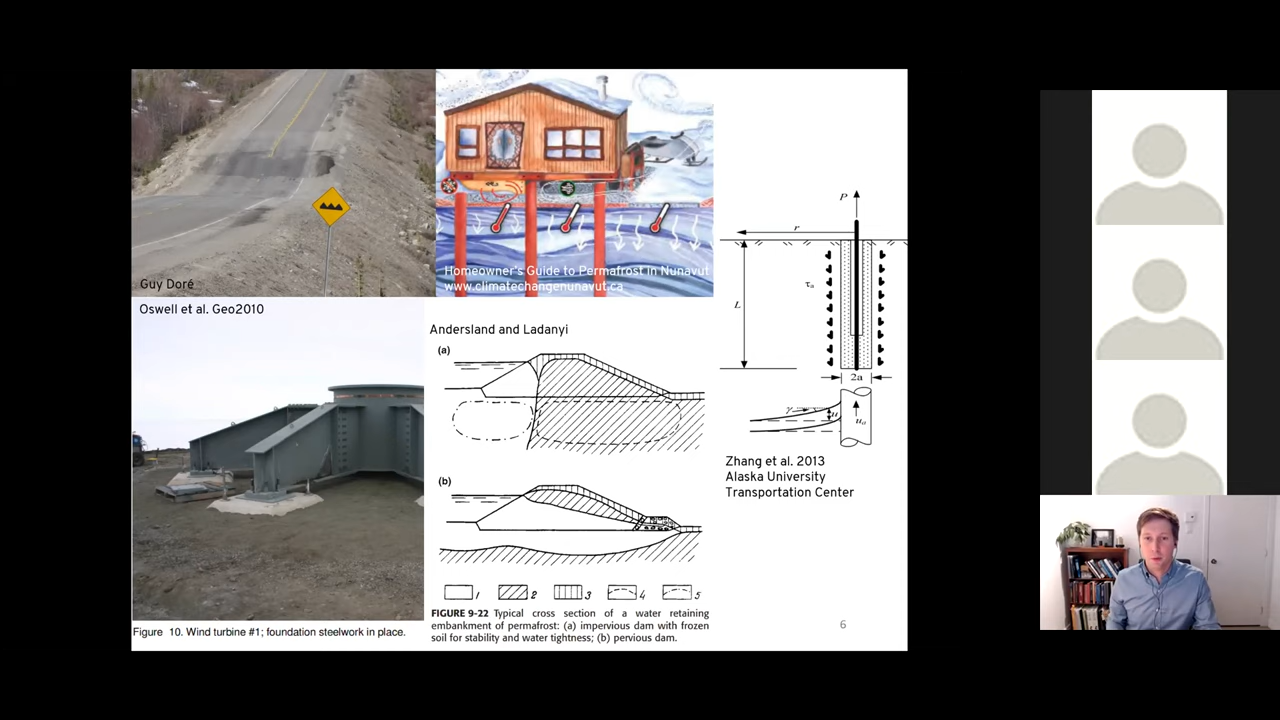 Guy Doré
Homeowner's Guide to Permafrost in Nunavut
www.climatechangenunavut.ca
Oswell et al. Geo2010
Figure 10. Wind turbine #1; foundation steelwork in place.
Andersland and Ladanyi
(a)
(b)
1 2 3 4 5
FIGURE 9-22 Typical cross section of a water retaining
embankment of permafrost: (a) impervious dam with frozen
soil for stability and water tightness; (b) pervious dam.
P
r
L
τa
2a
γ
u
ua
Zhang et al. 2013
Alaska University
Transportation Center
6